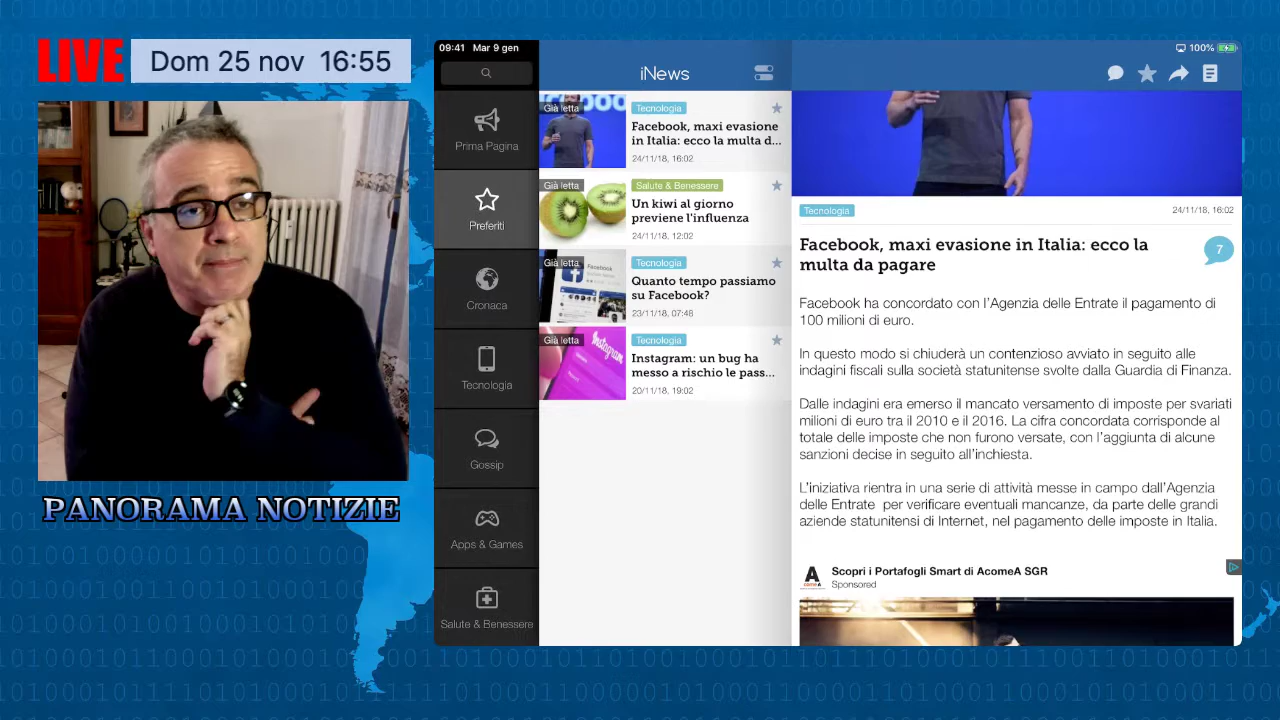 LIVE
Dom 25 nov 16:55
PANORAMA NOTIZIE
09:41 Mar 9 gen
100%
iNews
Prima Pagina
Preferiti
Cronaca
Tecnologia
Gossip
Apps & Games
Salute & Benessere
Già letta
Tecnologia
Facebook, maxi evasione
in Italia: ecco la multa d...
24/11/18, 16:02
Già letta
Salute & Benessere
Un kiwi al giorno
previene l'influenza
24/11/18, 12:02
Già letta
Tecnologia
Quanto tempo passiamo
su Facebook?
23/11/18, 07:48
Già letta
Instagram
Tecnologia
Instagram: un bug ha
messo a rischio le pass...
20/11/18, 19:02
Tecnologia
24/11/18, 16:02
Facebook, maxi evasione in Italia: ecco la
multa da pagare
7
Facebook ha concordato con l'Agenzia delle Entrate il pagamento di
100 milioni di euro.
In questo modo si chiuderà un contenzioso avviato in seguito alle
indagini fiscali sulla società statunitense svolte dalla Guardia di Finanza.
Dalle indagini era emerso il mancato versamento di imposte per svariati
milioni di euro tra il 2010 e il 2016. La cifra concordata corrisponde al
totale delle imposte che non furono versate, con l'aggiunta di alcune
sanzioni decise in seguito all'inchiesta.
L'iniziativa rientra in una serie di attività messe in campo dall'Agenzia
delle Entrate per verificare eventuali mancanze, da parte delle grandi
aziende statunitensi di Internet, nel pagamento delle imposte in Italia.
Scopri i Portafogli Smart di AcomeA SGR
Sponsored